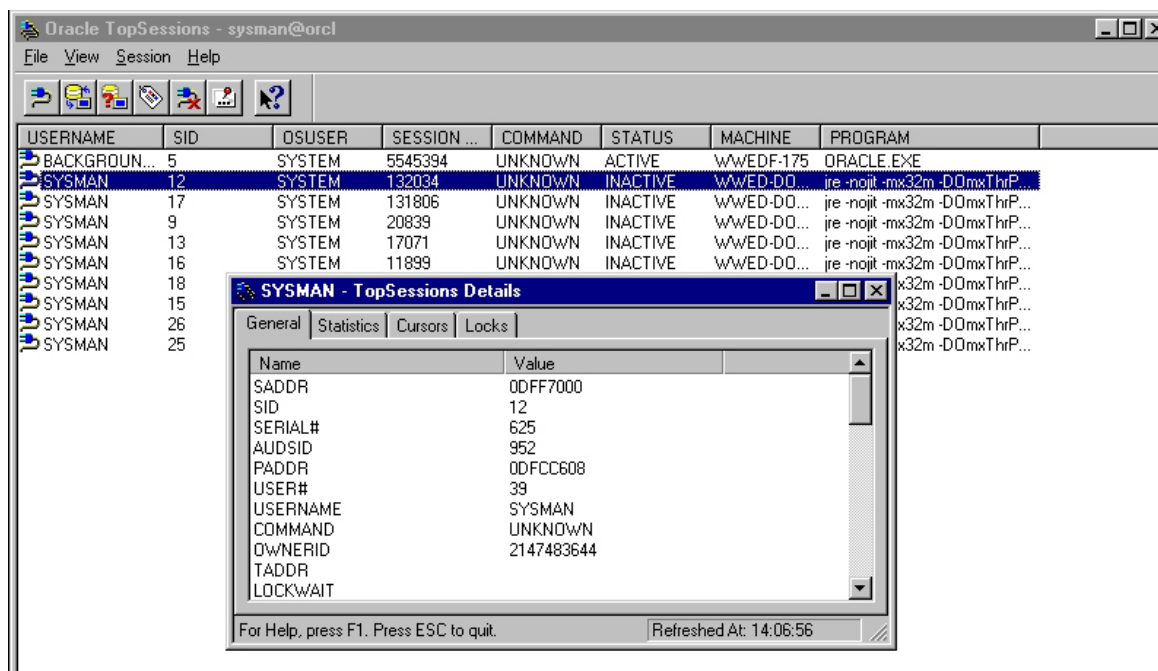 Oracle TopSessions - sysman@orcl
File View Session Help
USERNAME SID OSUSER SESSION ... COMMAND STATUS MACHINE PROGRAM
BACKGROUN... 5 SYSTEM 5545394 UNKNOWN ACTIVE WWEDF-175 ORACLE.EXE
SYSMAN 12 SYSTEM 132034 UNKNOWN INACTIVE WWED-DO... jre -nojit -mx32m -DOmxThrP...
SYSMAN 17 SYSTEM 131806 UNKNOWN INACTIVE WWED-DO... jre -nojit -mx32m -DOmxThrP...
SYSMAN 9 SYSTEM 20839 UNKNOWN INACTIVE WWED-DO... jre -nojit -mx32m -DOmxThrP...
SYSMAN 13 SYSTEM 17071 UNKNOWN INACTIVE WWED-DO... jre -nojit -mx32m -DOmxThrP...
SYSMAN 16 SYSTEM 11899 UNKNOWN INACTIVE WWED-DO... jre -nojit -mx32m -DOmxThrP...
SYSMAN 18 x32m -DOmxThrP...
SYSMAN 15 x32m -DOmxThrP...
SYSMAN 26 x32m -DOmxThrP...
SYSMAN 25 x32m -DOmxThrP...
SYSMAN - TopSessions Details
General Statistics Cursors Locks
Name Value
SADDR 0DFF7000
SID 12
SERIAL# 625
AUDSID 952
PADDR 0DFCC608
USER# 39
USERNAME SYSMAN
COMMAND UNKNOWN
OWNERID 2147483644
TADDR
LOCKWAIT
For Help, press F1. Press ESC to quit. Refreshed At: 14:06:56